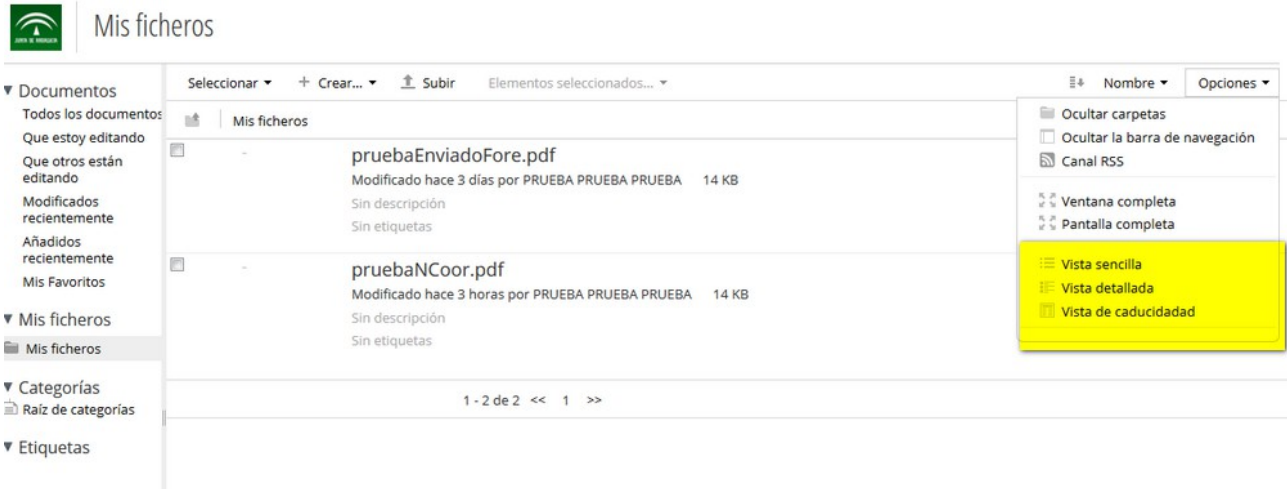 Mis ficheros
Seleccionar
Crear...
Subir
Elementos seleccionados...
Nombre
Opciones
Documentos
Todos los documentos
Que estoy editando
Que otros están
editando
Modificados
recientemente
Añadidos
recientemente
Mis Favoritos
Mis ficheros
Mis ficheros
Categorías
Raíz de categorías
Etiquetas
Mis ficheros
pruebaEnviadoFore.pdf
Modificado hace 3 días por PRUEBA PRUEBA PRUEBA 14 KB
Sin descripción
Sin etiquetas
pruebaNCoor.pdf
Modificado hace 3 horas por PRUEBA PRUEBA PRUEBA 14 KB
Sin descripción
Sin etiquetas
1 - 2 de 2 << 1 >>
Ocultar carpetas
Ocultar la barra de navegación
Canal RSS
Ventana completa
Pantalla completa
Vista sencilla
Vista detallada
Vista de caducidadad